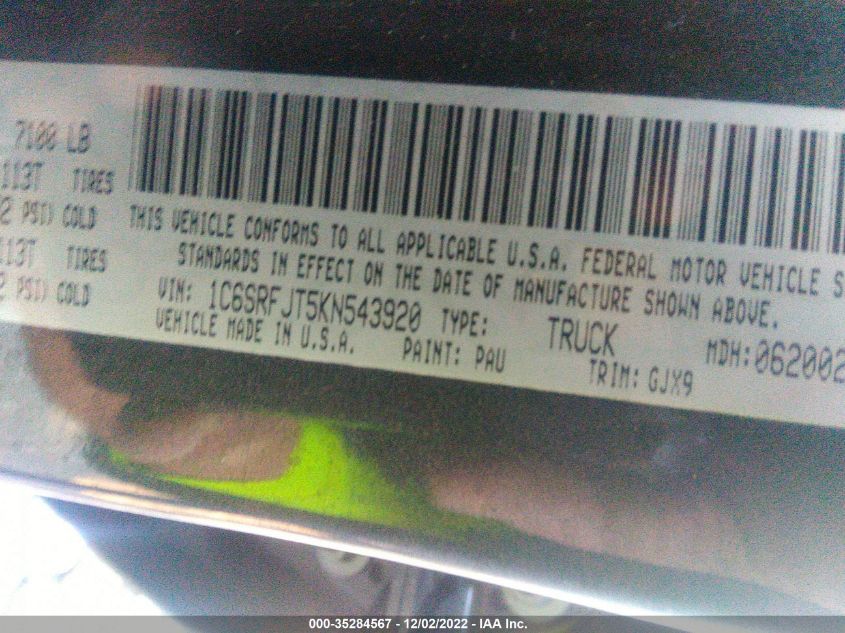 7100 LB
113T TIRES
2 PSI) COLD
113T TIRES
2 PSI) COLD
THIS VEHICLE CONFORMS TO ALL APPLICABLE U.S.A. FEDERAL MOTOR VEHICLE S
STANDARDS IN EFFECT ON THE DATE OF MANUFACTURE SHOWN ABOVE.
VIN: 1C6SRFJT5KN543920 TYPE: TRUCK MDH: 062002
VEHICLE MADE IN U.S.A. PAINT: PAU TRIM: GJX9
000-35284567 - 12/02/2022 - IAA Inc.